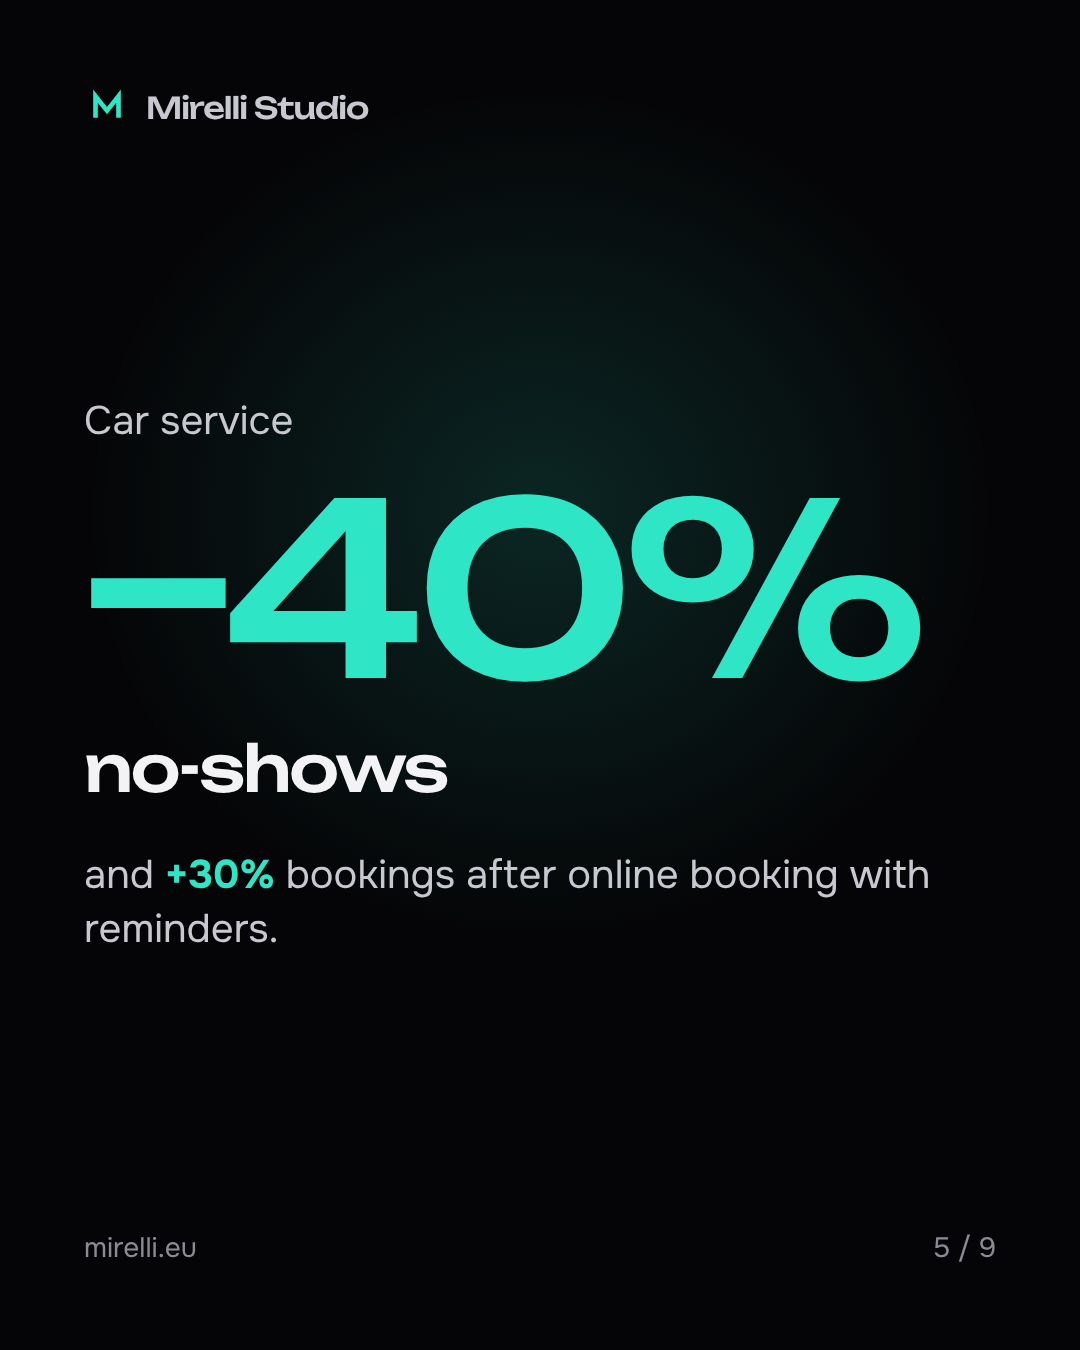 Mirelli Studio
Car service
–40%
no-shows
and +30% bookings after online booking with
reminders.
mirelli.eu
5 / 9